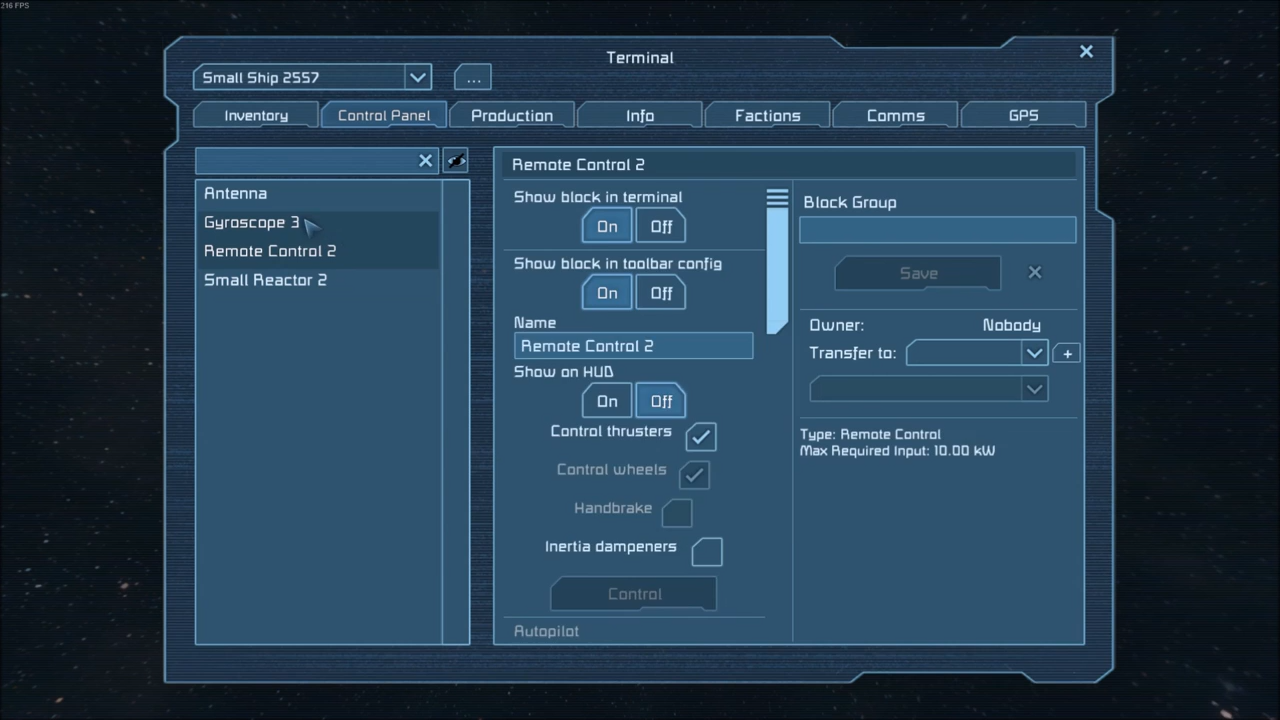 216 FPS
Terminal
Small Ship 2557
...
Inventory
Control Panel
Production
Info
Factions
Comms
GPS
Antenna
Gyroscope 3
Remote Control 2
Small Reactor 2
Remote Control 2
Show block in terminal
On Off
Show block in toolbar config
On Off
Name
Remote Control 2
Show on HUD
On Off
Control thrusters
Control wheels
Handbrake
Inertia dampeners
Control
Autopilot
Block Group
Save
Owner: Nobody
Transfer to:
Type: Remote Control
Max Required Input: 10.00 kW